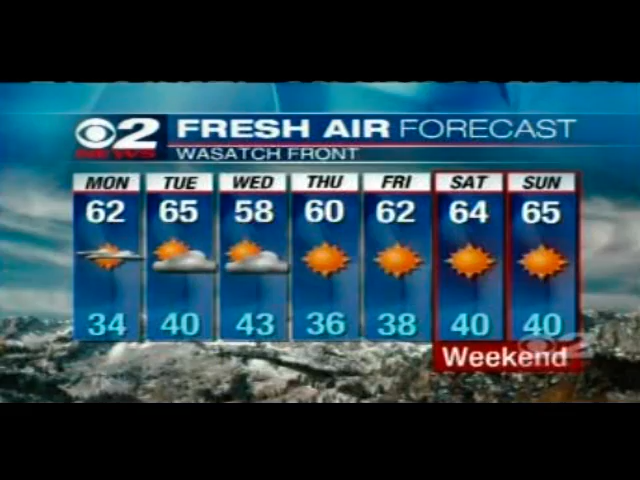 2 FRESH AIR FORECAST
NEWS
WASATCH FRONT
MON TUE WED THU FRI SAT SUN
62 65 58 60 62 64 65
34 40 43 36 38 40 40
Weekend
2